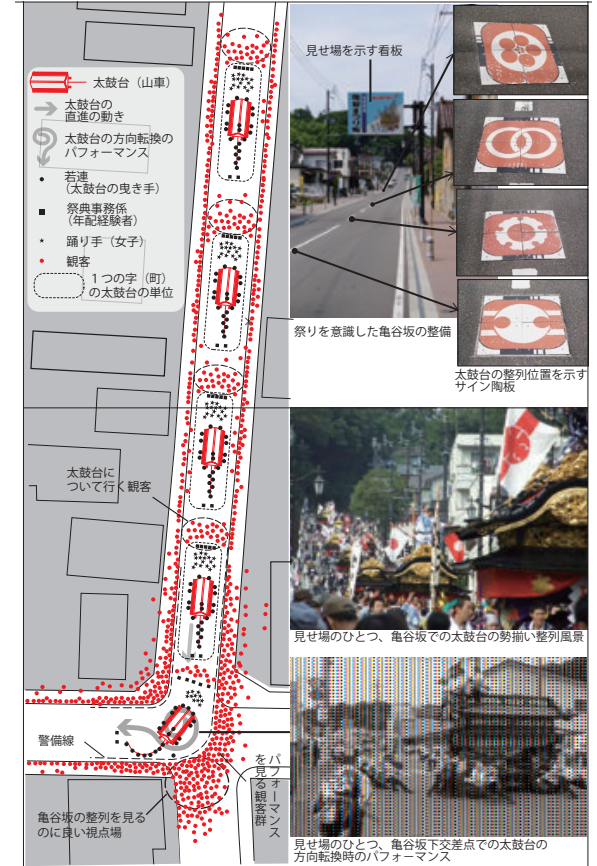 太鼓台（山車）
太鼓台の
直進の動き
太鼓台の方向転換の
パフォーマンス
若連
（太鼓台の曳き手）
祭典事務係
（年配経験者）
踊り手（女子）
観客
１つの字（町）
の太鼓台の単位
見せ場を示す看板
祭りを意識した亀谷坂の整備
太鼓台の整列位置を示す
サイン陶板
太鼓台に
ついて行く観客
見せ場のひとつ、亀谷坂での太鼓台の勢揃い整列風景
警備線
パフォーマンス
を見る観客群
亀谷坂の整列を見る
のに良い視点場
見せ場のひとつ、亀谷坂下交差点での太鼓台の
方向転換時のパフォーマンス